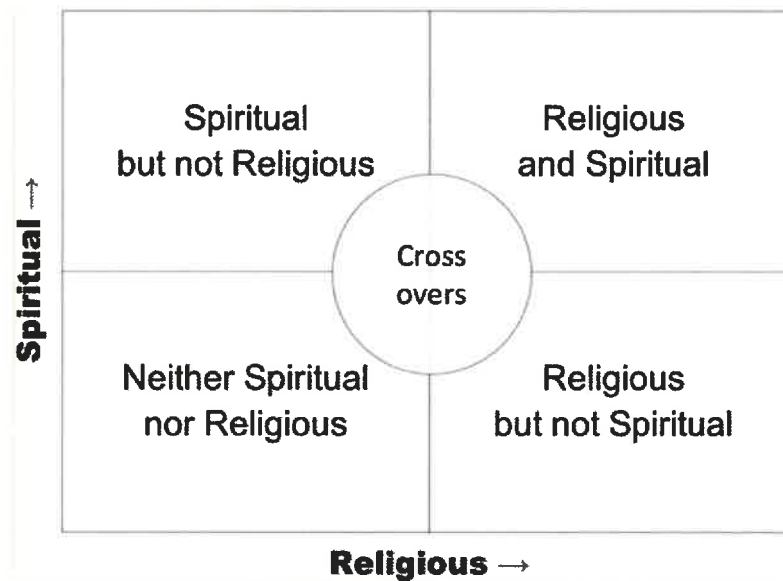 Spiritual
but not Religious
Religious
and Spiritual
Cross
overs
Neither Spiritual
nor Religious
Religious
but not Spiritual
Spiritual →
Religious →